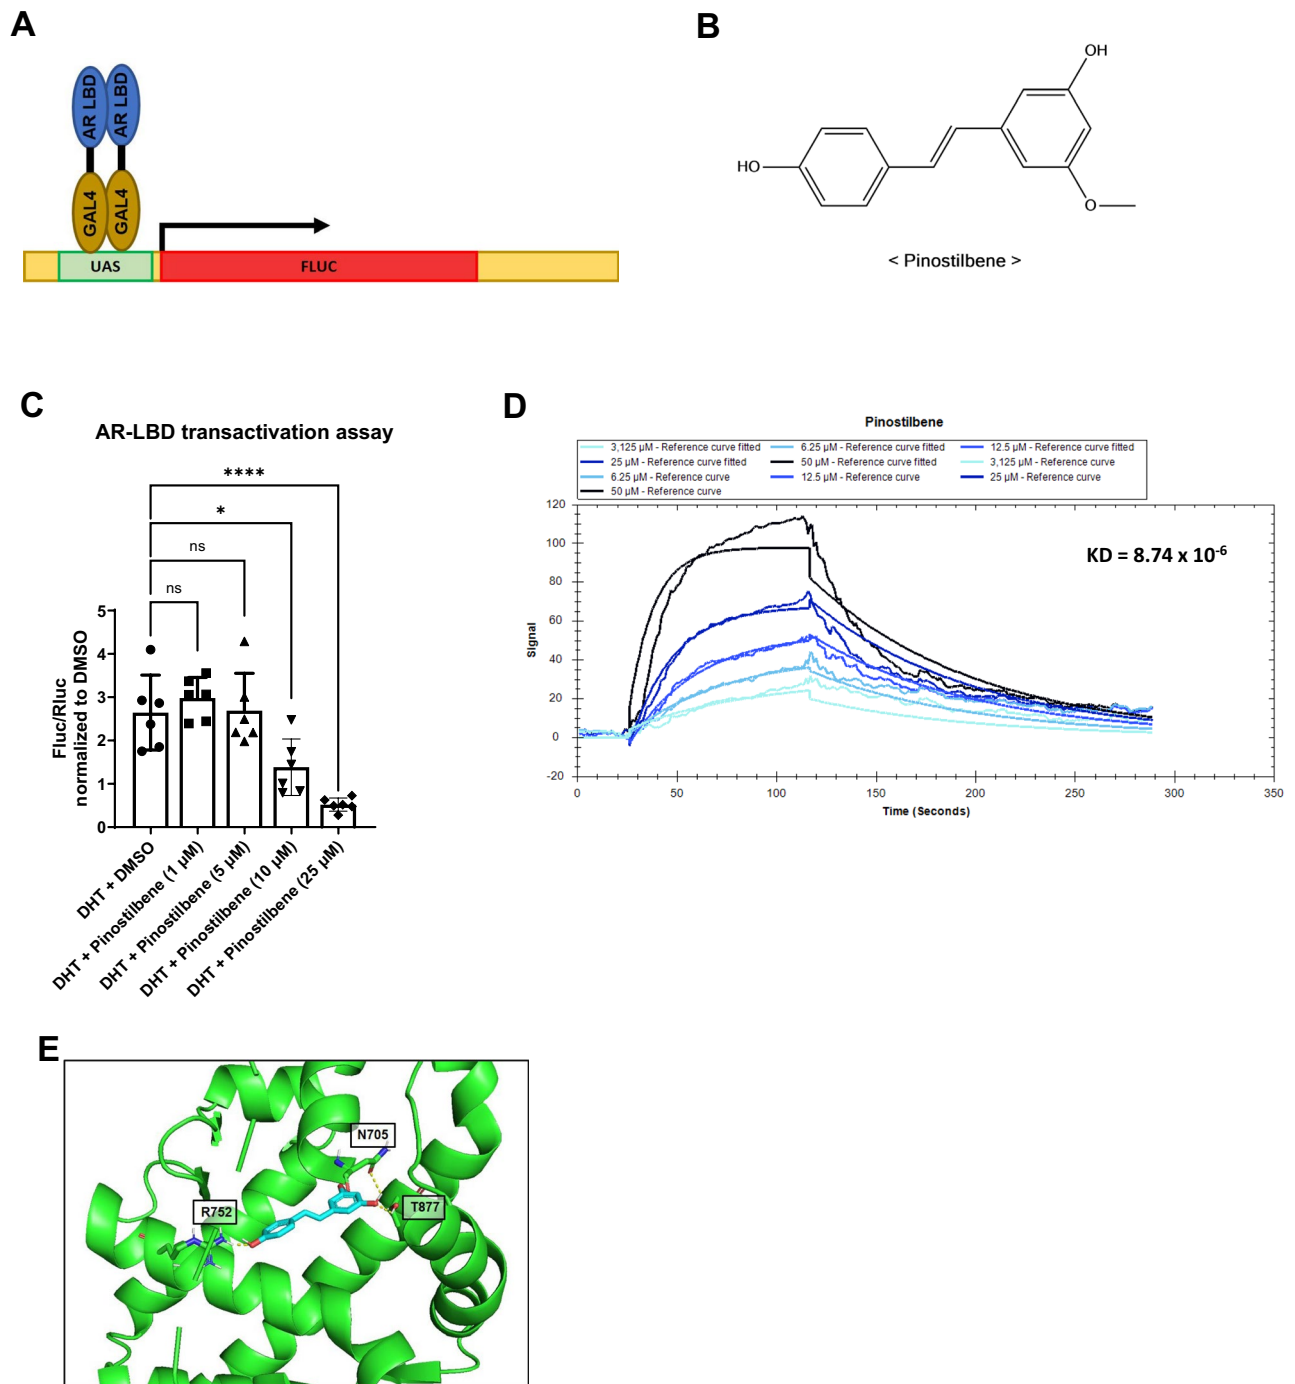 A
AR LBD
AR LBD
GAL4
GAL4
UAS
FLUC
B
OH
HO
O
< Pinostilbene >
C
AR-LBD transactivation assay
****
*
ns
ns
5
4
3
2
1
0
Fluc/Rluc
normalized to DMSO
DHT + DMSO
DHT + Pinostilbene (1 µM)
DHT + Pinostilbene (5 µM)
DHT + Pinostilbene (10 µM)
DHT + Pinostilbene (25 µM)
D
Pinostilbene
3,125 µM - Reference curve fitted 6.25 µM - Reference curve fitted 12.5 µM - Reference curve fitted
25 µM - Reference curve fitted 50 µM - Reference curve fitted 3,125 µM - Reference curve
6.25 µM - Reference curve 12.5 µM - Reference curve 25 µM - Reference curve
50 µM - Reference curve
120
100
80
60
40
20
0
-20
Signal
KD = 8.74 x 10-6
0 50 100 150 200 250 300 350
Time (Seconds)
E
N705
R752
T877